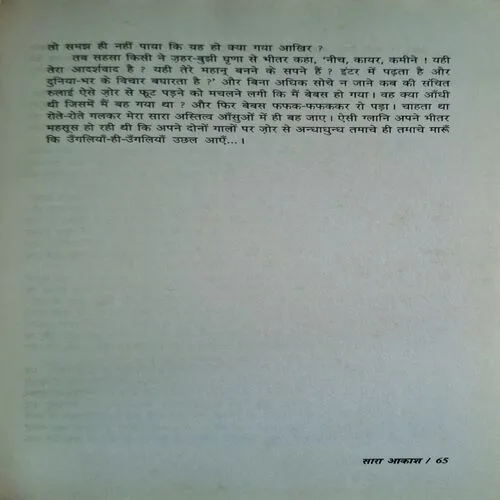 तो समझ ही नहीं पाया कि यह हो क्या गया आखिर ?
तब सहसा किसी ने ज़हर-बुझी घृणा से भीतर कहा, 'नीच, कायर, कमीने ! यही
तेरा आदर्शवाद है ? यही तेरे महान् बनने के सपने हैं ? इंटर में पढ़ता है और
दुनिया-भर के विचार बघारता है ?' और बिना अधिक सोचे न जाने कब की संचित
रुलाई ऐसे ज़ोर से फूट पड़ने को मचलने लगी कि मैं बेबस हो गया। वह क्या आँधी
थी जिसमें मैं बह गया था ? और फिर बेबस फफक-फफककर रो पड़ा। चाहता था
रोते-रोते गलकर मेरा सारा अस्तित्व आँसुओं में ही बह जाए। ऐसी ग्लानि अपने भीतर
महसूस हो रही थी कि अपने दोनों गालों पर ज़ोर से अन्धाधुन्ध तमाचे ही तमाचे मारूँ
कि उँगलियाँ-ही-उँगलियाँ उछल आएँ...।
सारा आकाश / 65